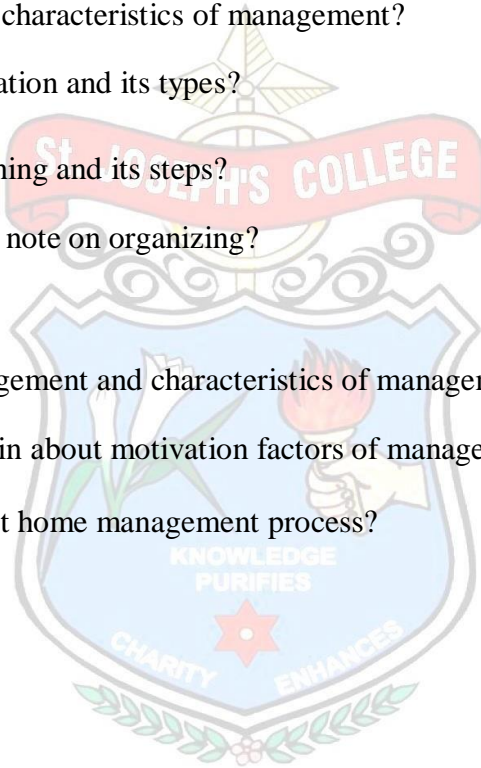 characteristics of management?
ation and its types?
St. JOSEPH'S COLLEGE
ning and its steps?
note on organizing?
gement and characteristics of manage
in about motivation factors of manage
t home management process?
KNOWLEDGE
PURIFIES
CHARITY
ENHANCES